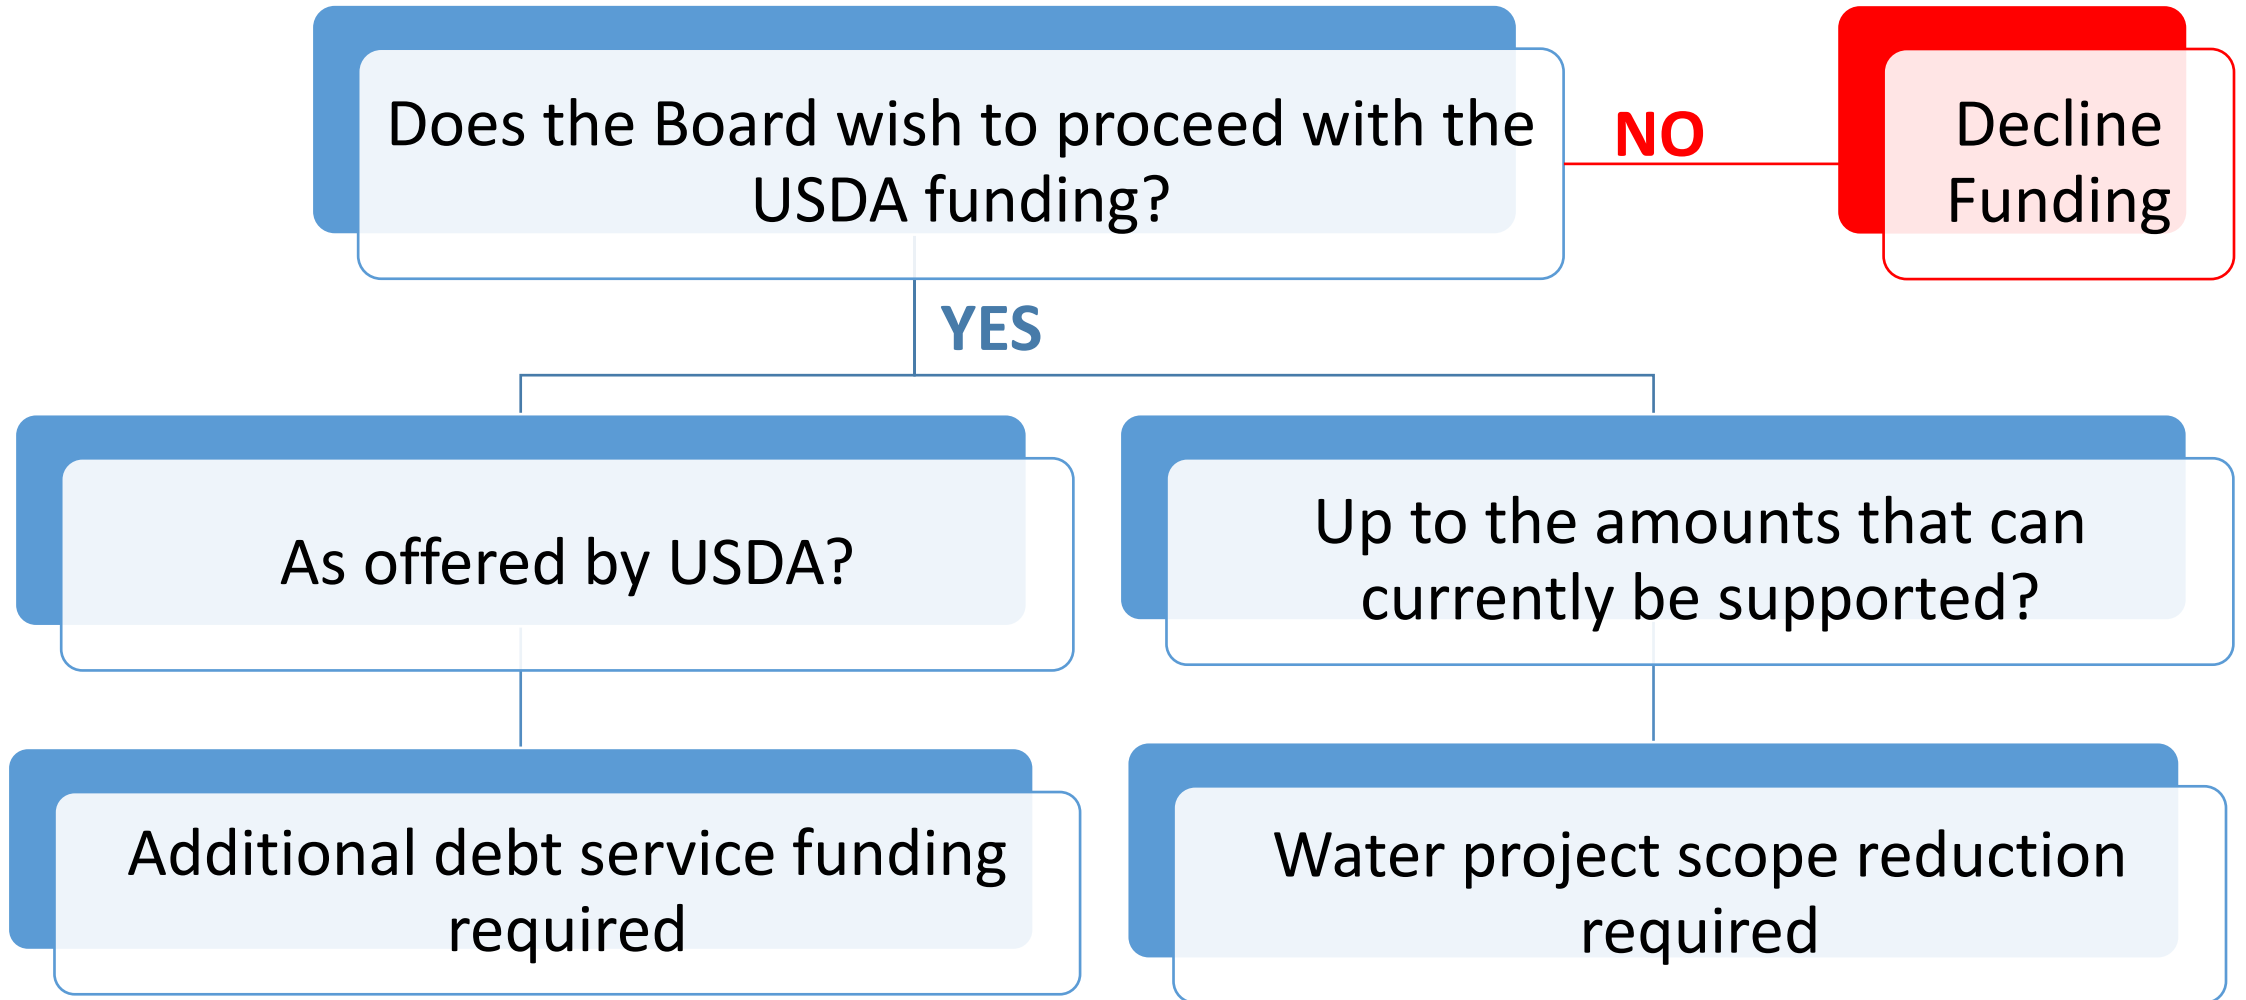 Does the Board wish to proceed with the
USDA funding?
NO
Decline
Funding
YES
As offered by USDA?
Up to the amounts that can
currently be supported?
Additional debt service funding
required
Water project scope reduction
required